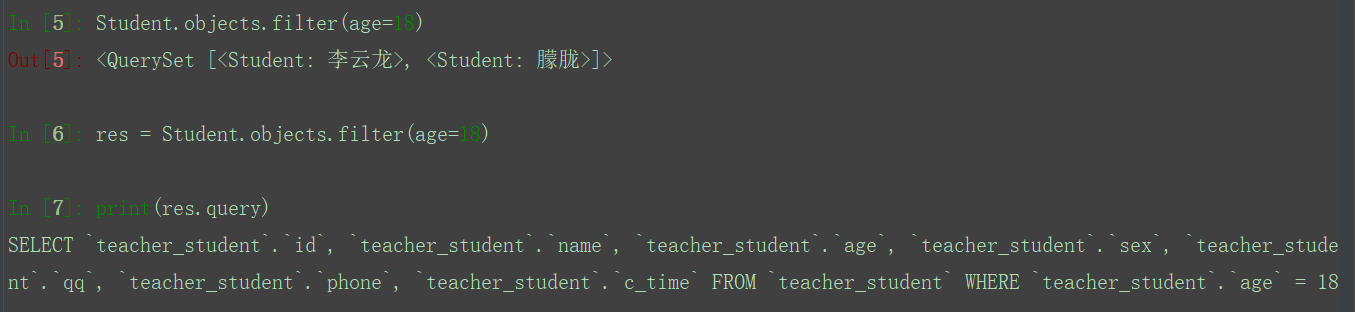 In [5]: Student.objects.filter(age=18)
Out[5]: <QuerySet [<Student: 李云龙>, <Student: 朦胧>]>
In [6]: res = Student.objects.filter(age=18)
In [7]: print(res.query)
SELECT `teacher_student`.`id`, `teacher_student`.`name`, `teacher_student`.`age`, `teacher_student`.`sex`, `teacher_stude
nt`.`qq`, `teacher_student`.`phone`, `teacher_student`.`c_time` FROM `teacher_student` WHERE `teacher_student`.`age` = 18